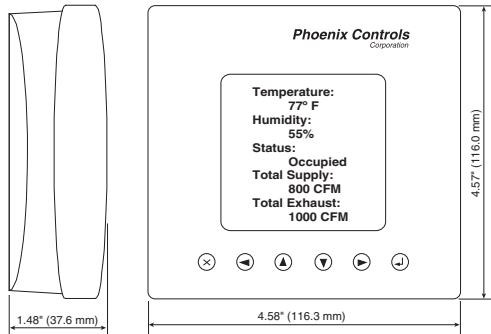 Phoenix Controls
Corporation
Temperature:
77º F
Humidity:
55%
Status:
Occupied
Total Supply:
800 CFM
Total Exhaust:
1000 CFM
4.57" (116.0 mm)
1.48" (37.6 mm)
4.58" (116.3 mm)